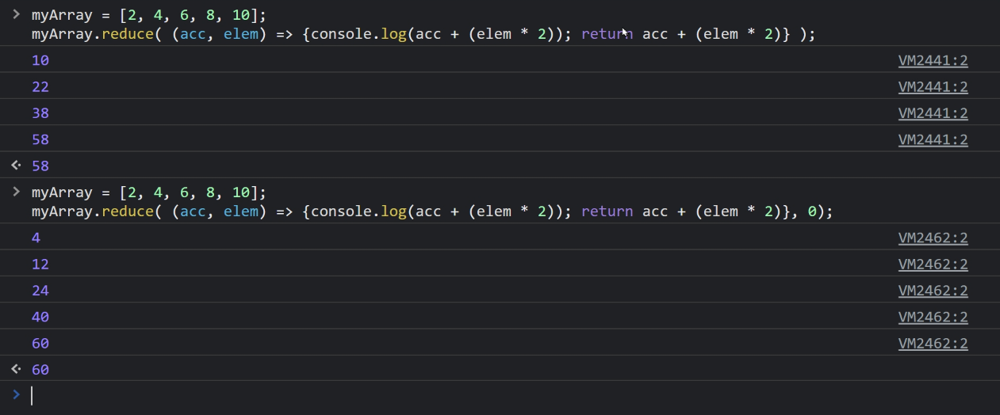 > myArray = [2, 4, 6, 8, 10];
myArray.reduce( (acc, elem) => {console.log(acc + (elem * 2)); return acc + (elem * 2)} );
10 VM2441:2
22 VM2441:2
38 VM2441:2
58 VM2441:2
58
> myArray = [2, 4, 6, 8, 10];
myArray.reduce( (acc, elem) => {console.log(acc + (elem * 2)); return acc + (elem * 2)}, 0);
4 VM2462:2
12 VM2462:2
24 VM2462:2
40 VM2462:2
60 VM2462:2
60
>